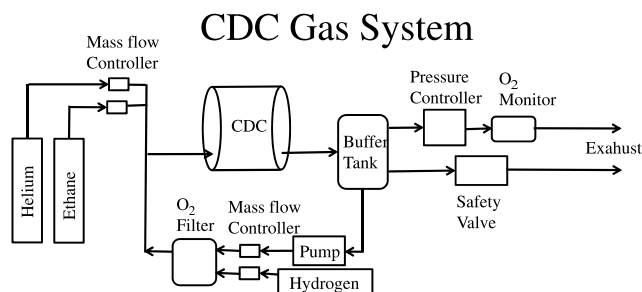 CDC Gas System
Mass flow
Controller
Helium
Ethane
CDC
Buffer
Tank
Pressure
Controller
O2
Monitor
Exahust
Safety
Valve
O2
Filter
Mass flow
Controller
Pump
Hydrogen